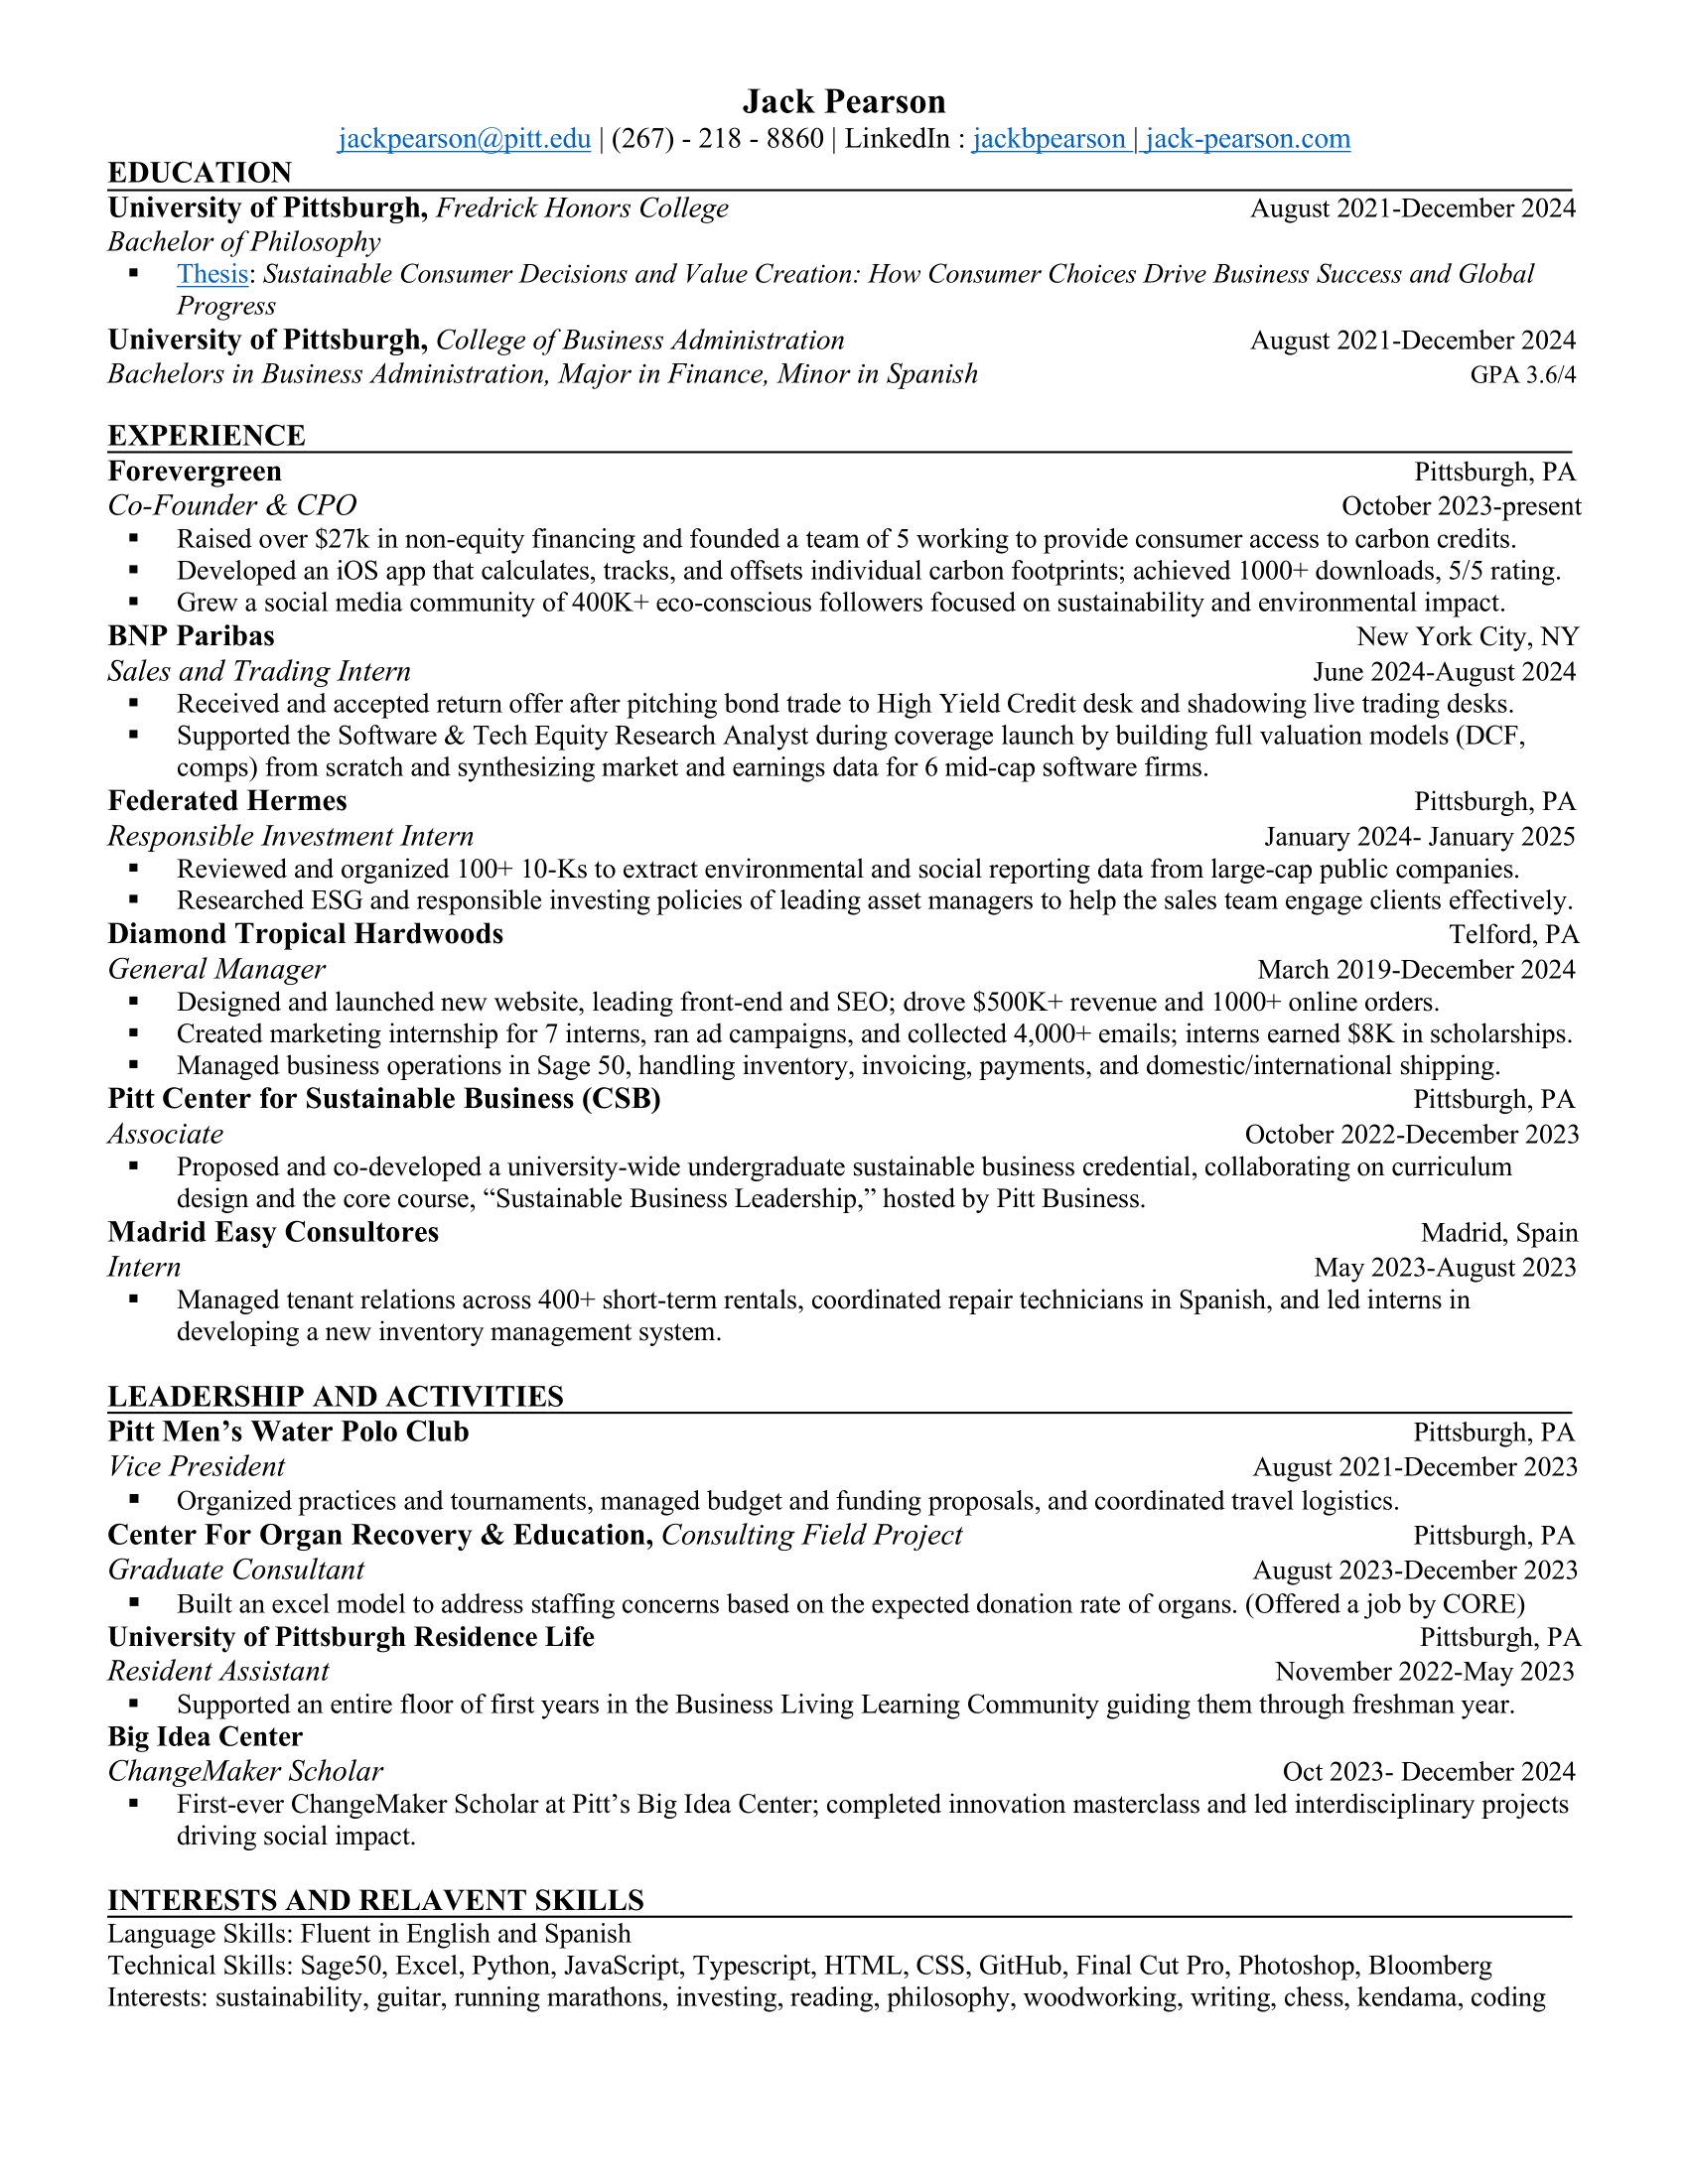 Jack Pearson
jackpearson@pitt.edu | (267) - 218 - 8860 | LinkedIn : jackbpearson | jack-pearson.com
EDUCATION
University of Pittsburgh, Fredrick Honors College August 2021-December 2024
Bachelor of Philosophy
▪ Thesis: Sustainable Consumer Decisions and Value Creation: How Consumer Choices Drive Business Success and Global
Progress
University of Pittsburgh, College of Business Administration August 2021-December 2024
Bachelors in Business Administration, Major in Finance, Minor in Spanish GPA 3.6/4
EXPERIENCE
Forevergreen Pittsburgh, PA
Co-Founder & CPO October 2023-present
▪ Raised over $27k in non-equity financing and founded a team of 5 working to provide consumer access to carbon credits.
▪ Developed an iOS app that calculates, tracks, and offsets individual carbon footprints; achieved 1000+ downloads, 5/5 rating.
▪ Grew a social media community of 400K+ eco-conscious followers focused on sustainability and environmental impact.
BNP Paribas New York City, NY
Sales and Trading Intern June 2024-August 2024
▪ Received and accepted return offer after pitching bond trade to High Yield Credit desk and shadowing live trading desks.
▪ Supported the Software & Tech Equity Research Analyst during coverage launch by building full valuation models (DCF,
comps) from scratch and synthesizing market and earnings data for 6 mid-cap software firms.
Federated Hermes Pittsburgh, PA
Responsible Investment Intern January 2024- January 2025
▪ Reviewed and organized 100+ 10-Ks to extract environmental and social reporting data from large-cap public companies.
▪ Researched ESG and responsible investing policies of leading asset managers to help the sales team engage clients effectively.
Diamond Tropical Hardwoods Telford, PA
General Manager March 2019-December 2024
▪ Designed and launched new website, leading front-end and SEO; drove $500K+ revenue and 1000+ online orders.
▪ Created marketing internship for 7 interns, ran ad campaigns, and collected 4,000+ emails; interns earned $8K in scholarships.
▪ Managed business operations in Sage 50, handling inventory, invoicing, payments, and domestic/international shipping.
Pitt Center for Sustainable Business (CSB) Pittsburgh, PA
Associate October 2022-December 2023
▪ Proposed and co-developed a university-wide undergraduate sustainable business credential, collaborating on curriculum
design and the core course, “Sustainable Business Leadership,” hosted by Pitt Business.
Madrid Easy Consultores Madrid, Spain
Intern May 2023-August 2023
▪ Managed tenant relations across 400+ short-term rentals, coordinated repair technicians in Spanish, and led interns in
developing a new inventory management system.
LEADERSHIP AND ACTIVITIES
Pitt Men’s Water Polo Club Pittsburgh, PA
Vice President August 2021-December 2023
▪ Organized practices and tournaments, managed budget and funding proposals, and coordinated travel logistics.
Center For Organ Recovery & Education, Consulting Field Project Pittsburgh, PA
Graduate Consultant August 2023-December 2023
▪ Built an excel model to address staffing concerns based on the expected donation rate of organs. (Offered a job by CORE)
University of Pittsburgh Residence Life Pittsburgh, PA
Resident Assistant November 2022-May 2023
▪ Supported an entire floor of first years in the Business Living Learning Community guiding them through freshman year.
Big Idea Center
ChangeMaker Scholar Oct 2023- December 2024
▪ First-ever ChangeMaker Scholar at Pitt’s Big Idea Center; completed innovation masterclass and led interdisciplinary projects
driving social impact.
INTERESTS AND RELAVENT SKILLS
Language Skills: Fluent in English and Spanish
Technical Skills: Sage50, Excel, Python, JavaScript, Typescript, HTML, CSS, GitHub, Final Cut Pro, Photoshop, Bloomberg
Interests: sustainability, guitar, running marathons, investing, reading, philosophy, woodworking, writing, chess, kendama, coding